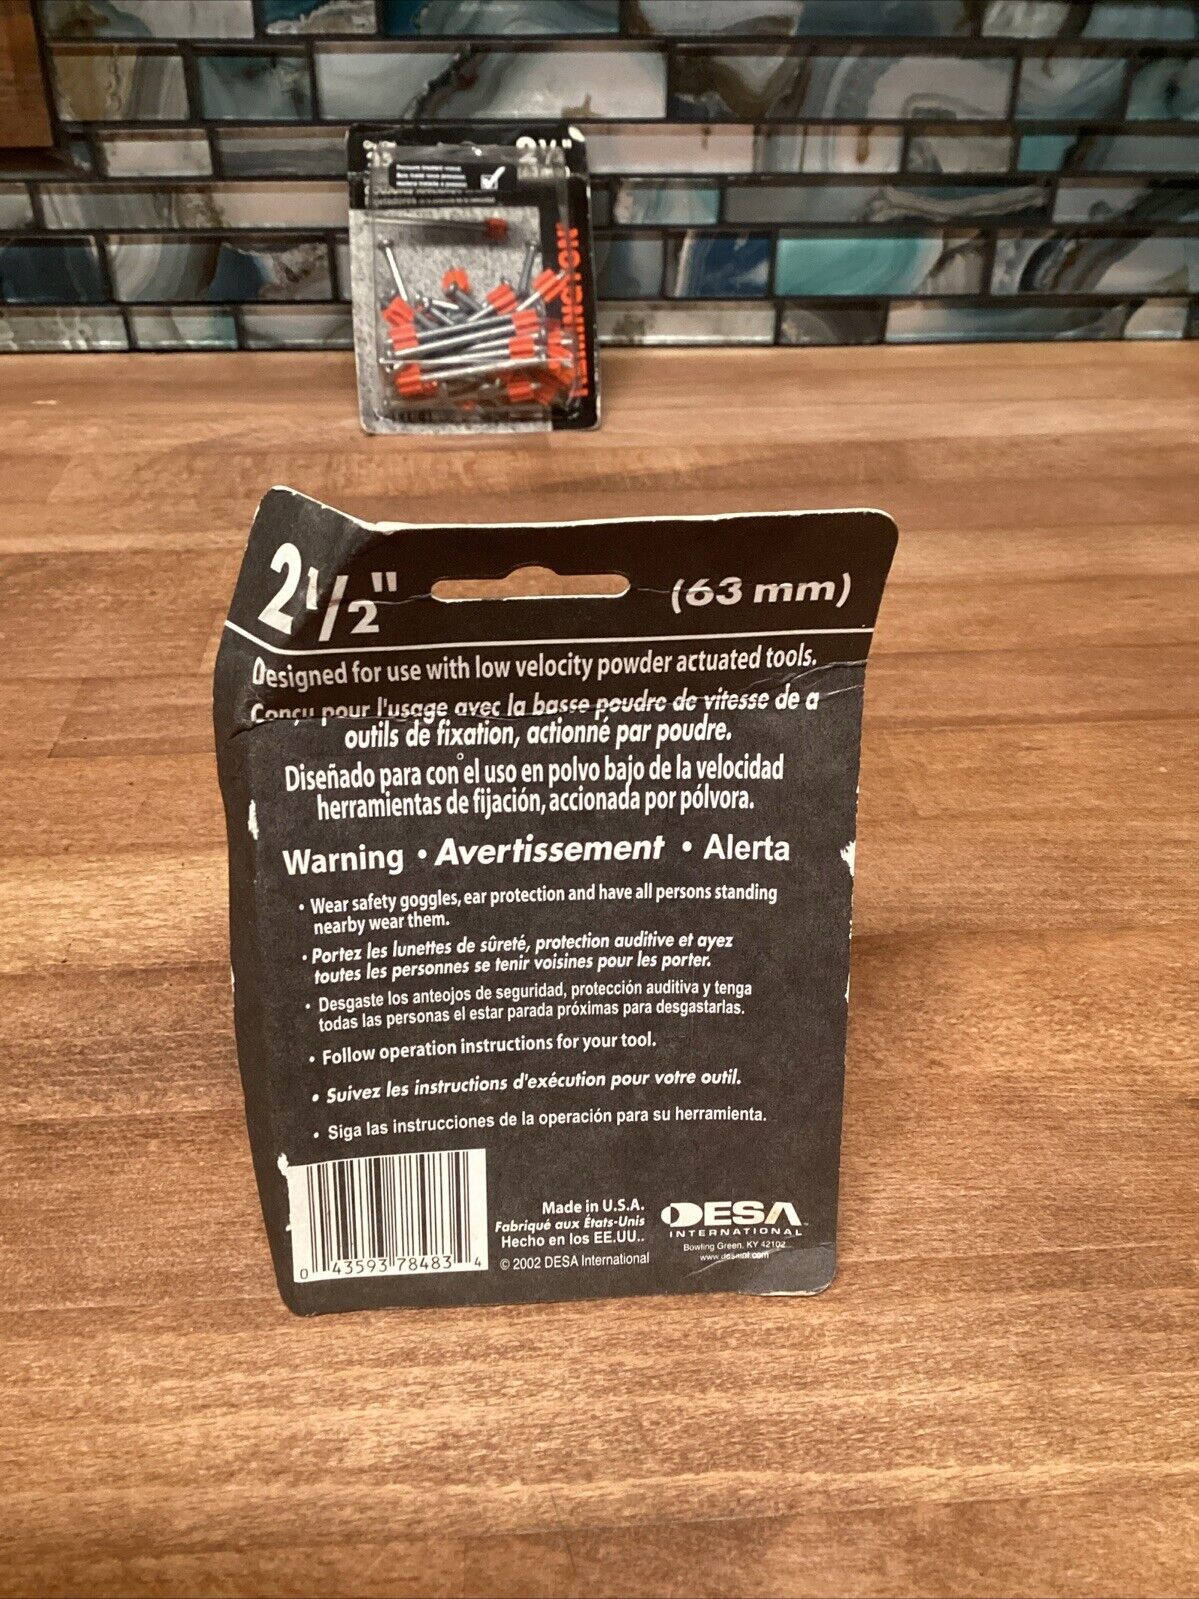 2½"
REMINGTON
2 1/2" (63 mm)
Designed for use with low velocity powder actuated tools.
Conçu pour l'usage avec la basse poudre de vitesse de a
outils de fixation, actionné par poudre.
Diseñado para con el uso en polvo bajo de la velocidad
herramientas de fijación, accionada por pólvora.
Warning • Avertissement • Alerta
• Wear safety goggles, ear protection and have all persons standing
nearby wear them.
• Portez les lunettes de sûreté, protection auditive et ayez
toutes les personnes se tenir voisines pour les porter.
• Desgaste los anteojos de seguridad, protección auditiva y tenga
todas las personas el estar parada próximas para desgastarlas.
• Follow operation instructions for your tool.
• Suivez les instructions d'exécution pour votre outil.
• Siga las instrucciones de la operación para su herramienta.
Made in U.S.A.
Fabriqué aux États-Unis
Hecho en los EE.UU..
© 2002 DESA International
DESA
INTERNATIONAL
Bowling Green, KY 42102
www.desaint.com
0 43593 78483 4